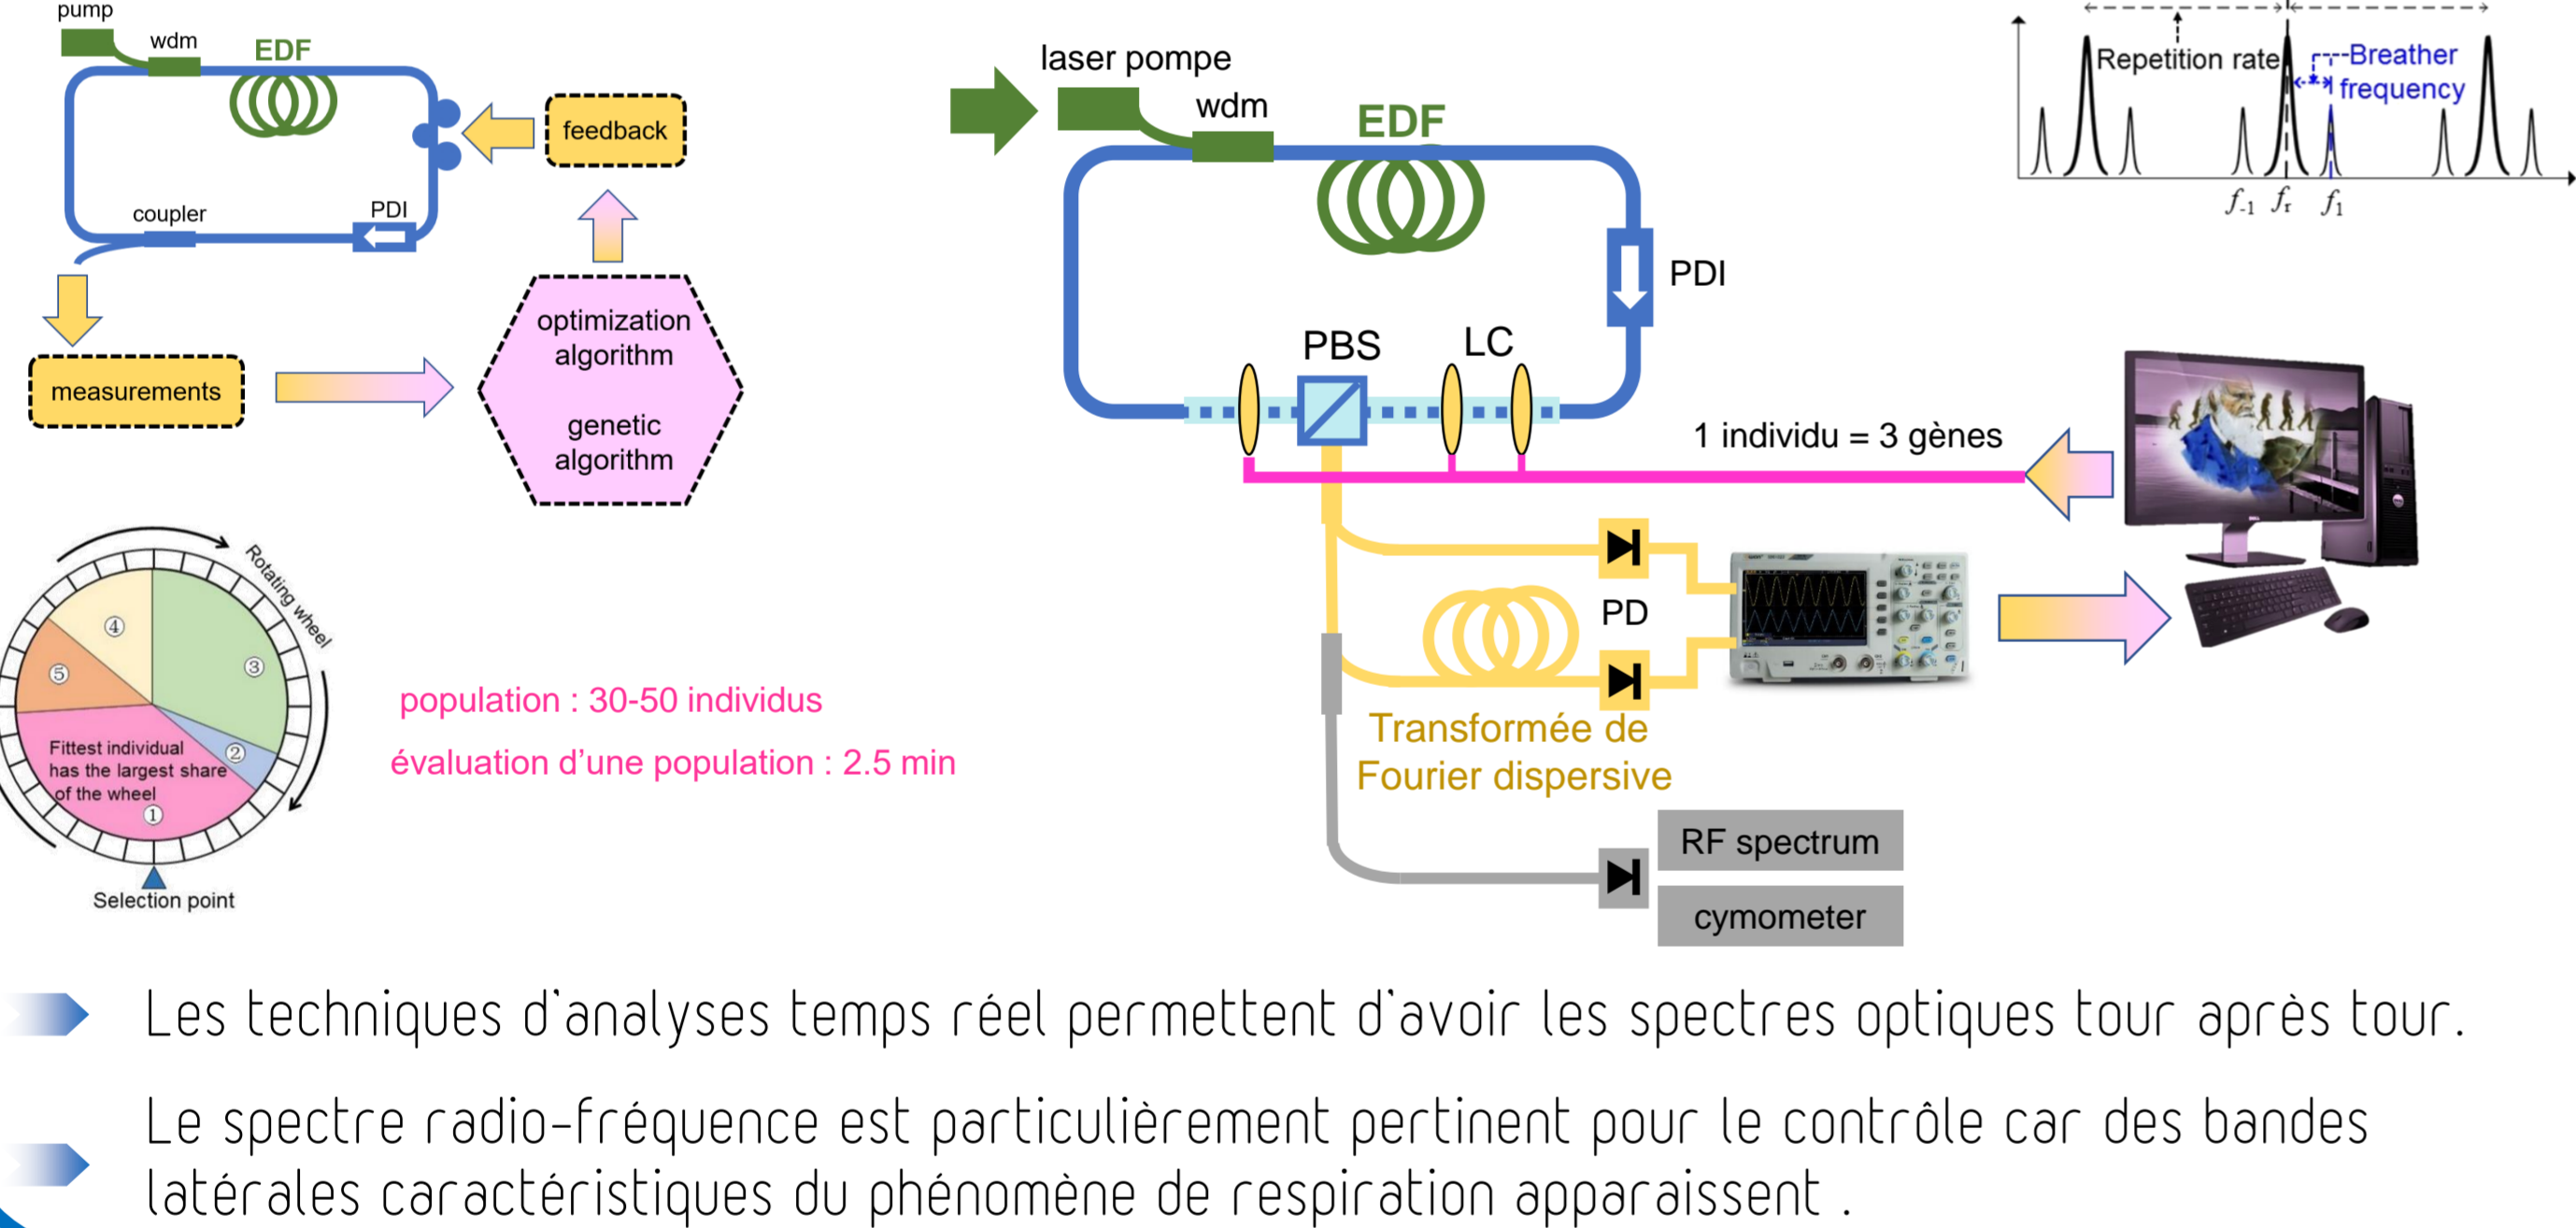 pump
wdm
EDF
feedback
coupler
PDI
measurements
optimization
algorithm
genetic
algorithm
Rotating wheel
④
③
⑤
②
Fittest individual
has the largest share
of the wheel
①
Selection point
population : 30-50 individus
évaluation d'une population : 2.5 min
laser pompe
wdm
EDF
PDI
PBS
LC
1 individu = 3 gènes
PD
Transformée de
Fourier dispersive
RF spectrum
cymometer
Repetition rate
Breather
frequency
f-1 fr f1
Les techniques d'analyses temps réel permettent d'avoir les spectres optiques tour après tour.
Le spectre radio-fréquence est particulièrement pertinent pour le contrôle car des bandes
latérales caractéristiques du phénomène de respiration apparaissent .